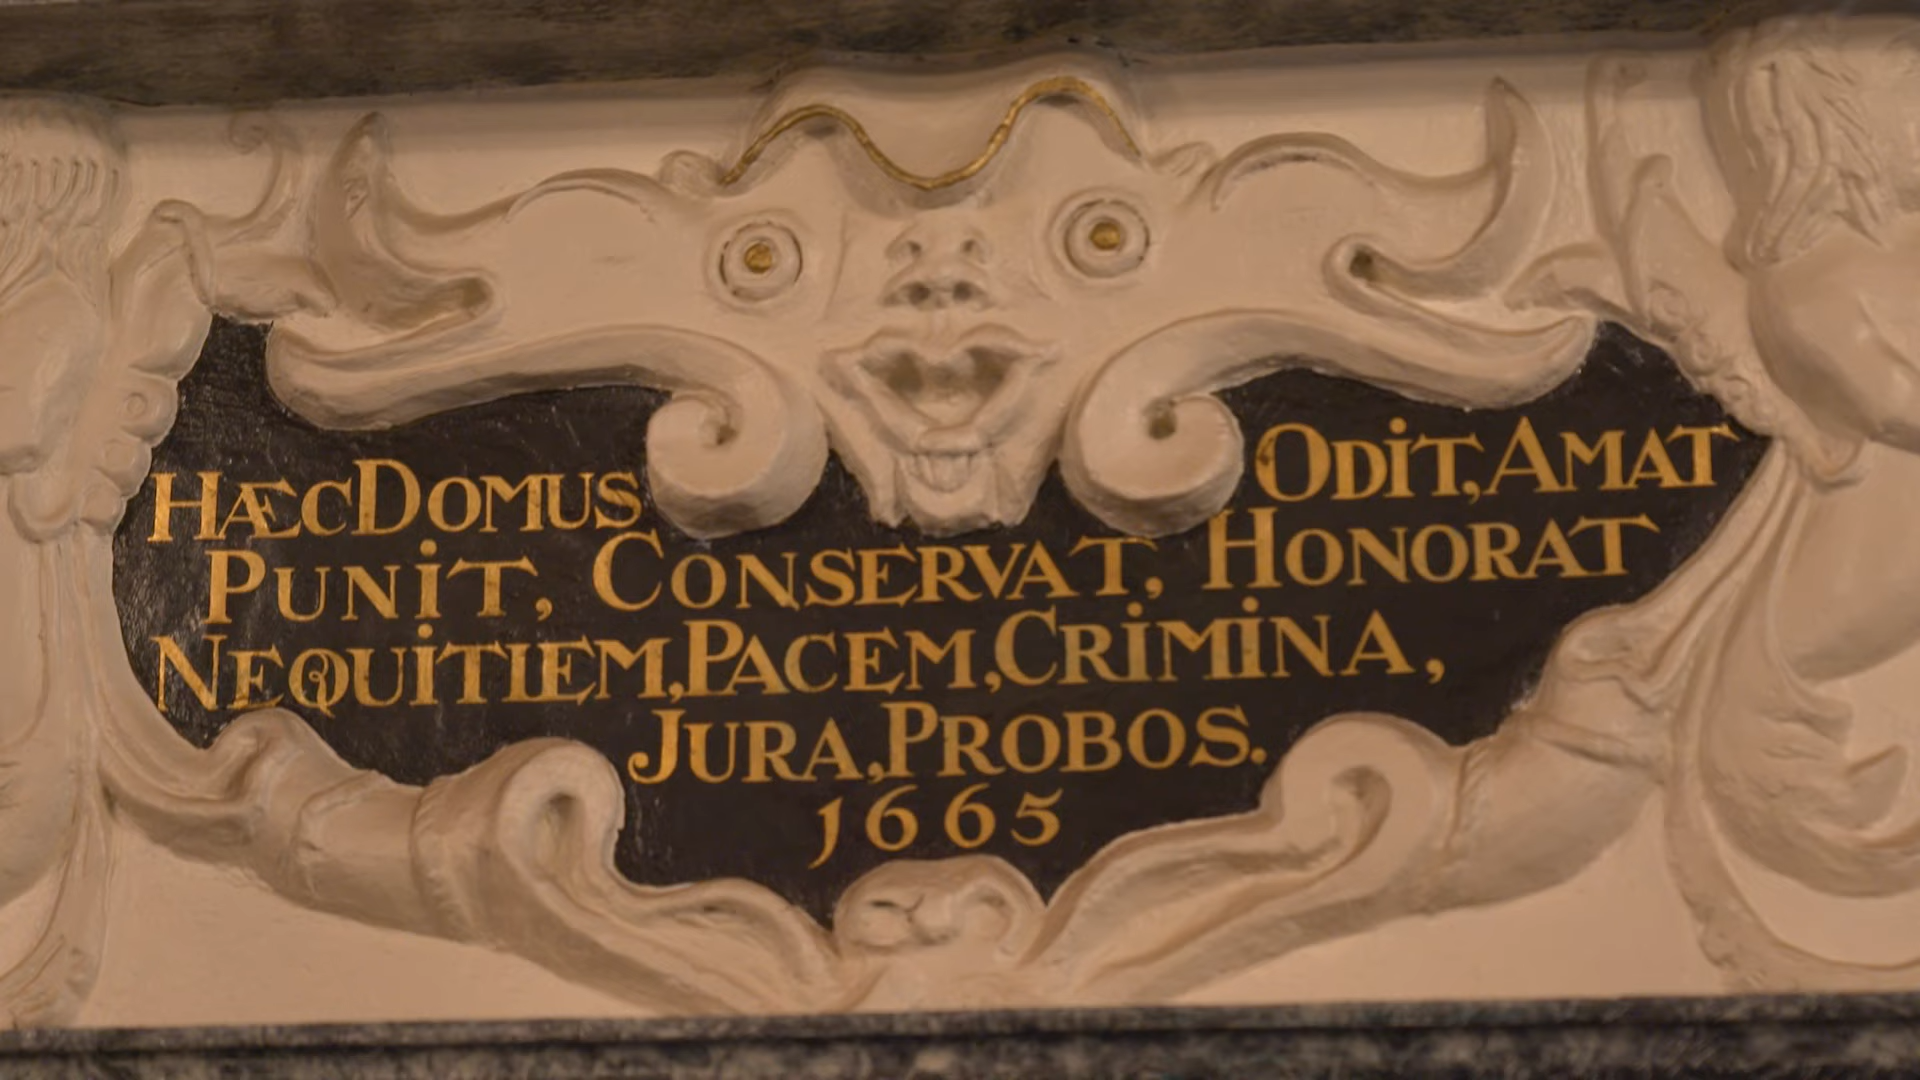 HÆC DOMUS ODIT, AMAT
PUNIT, CONSERVAT, HONORAT
NEQUITIEM, PACEM, CRIMINA,
JURA, PROBOS.
1665